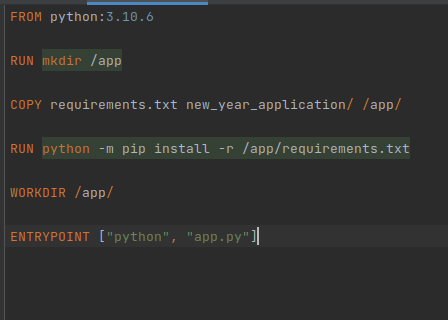 FROM python:3.10.6
RUN mkdir /app
COPY requirements.txt new_year_application/ /app/
RUN python -m pip install -r /app/requirements.txt
WORKDIR /app/
ENTRYPOINT ["python", "app.py"]